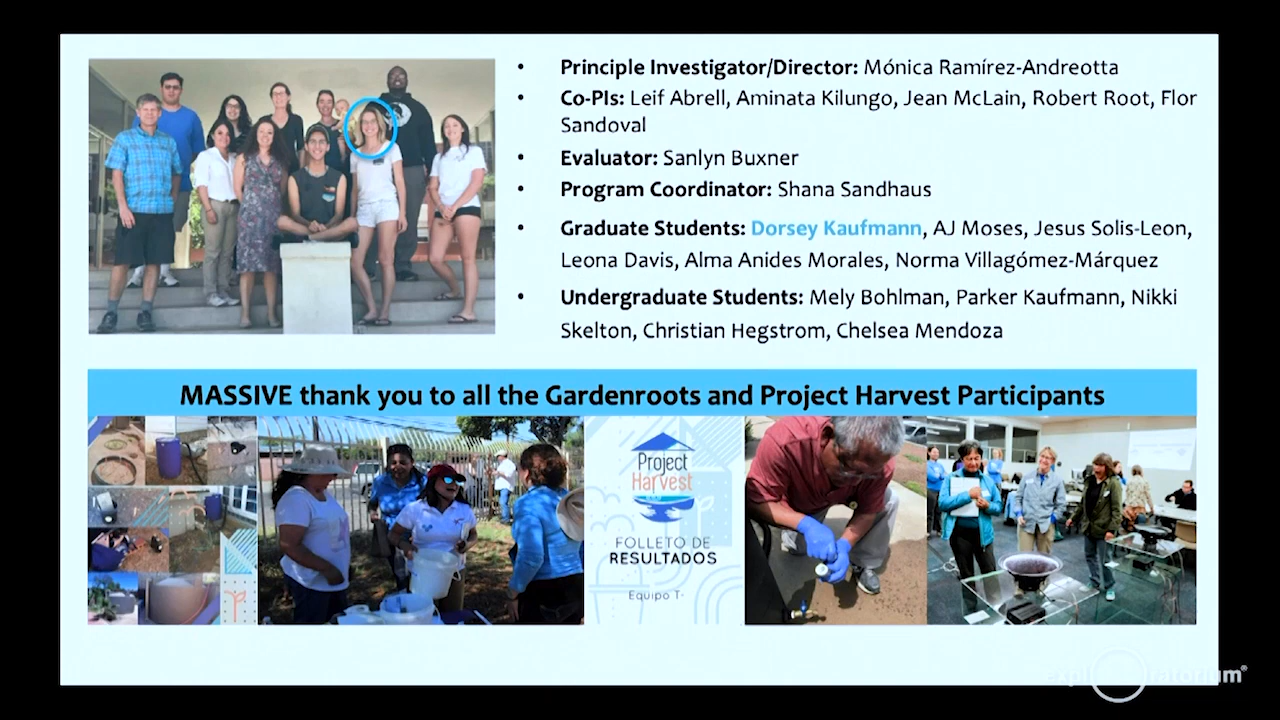 Principle Investigator/Director: Mónica Ramírez-Andreotta
Co-PIs: Leif Abrell, Aminata Kilungo, Jean McLain, Robert Root, Flor
Sandoval
Evaluator: Sanlyn Buxner
Program Coordinator: Shana Sandhaus
Graduate Students: Dorsey Kaufmann, AJ Moses, Jesus Solis-Leon,
Leona Davis, Alma Anides Morales, Norma Villagómez-Márquez
Undergraduate Students: Mely Bohlman, Parker Kaufmann, Nikki
Skelton, Christian Hegstrom, Chelsea Mendoza
MASSIVE thank you to all the Gardenroots and Project Harvest Participants
Project
Harvest
FOLLETO DE
RESULTADOS
Equipo T-
expl ratorium®